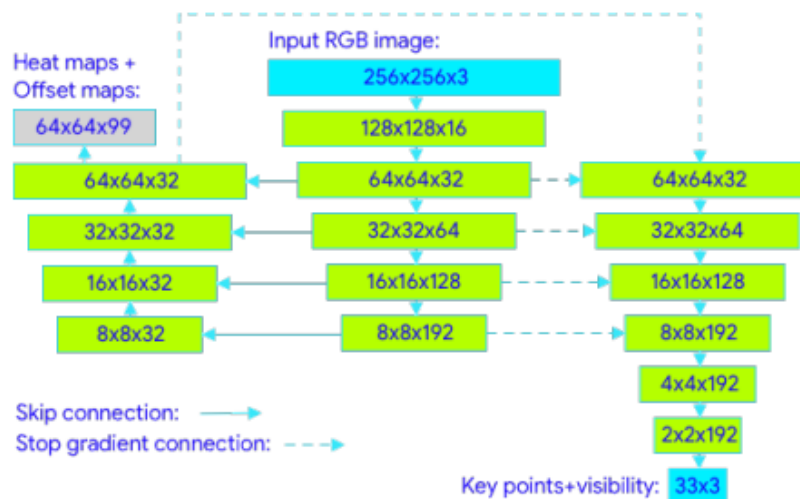 Input RGB image:
256x256x3
Heat maps +
Offset maps:
64x64x99
128x128x16
64x64x32
64x64x32
64x64x32
32x32x32
32x32x64
32x32x64
16x16x32
16x16x128
16x16x128
8x8x32
8x8x192
8x8x192
4x4x192
2x2x192
Skip connection:
Stop gradient connection:
Key points+visibility:
33x3